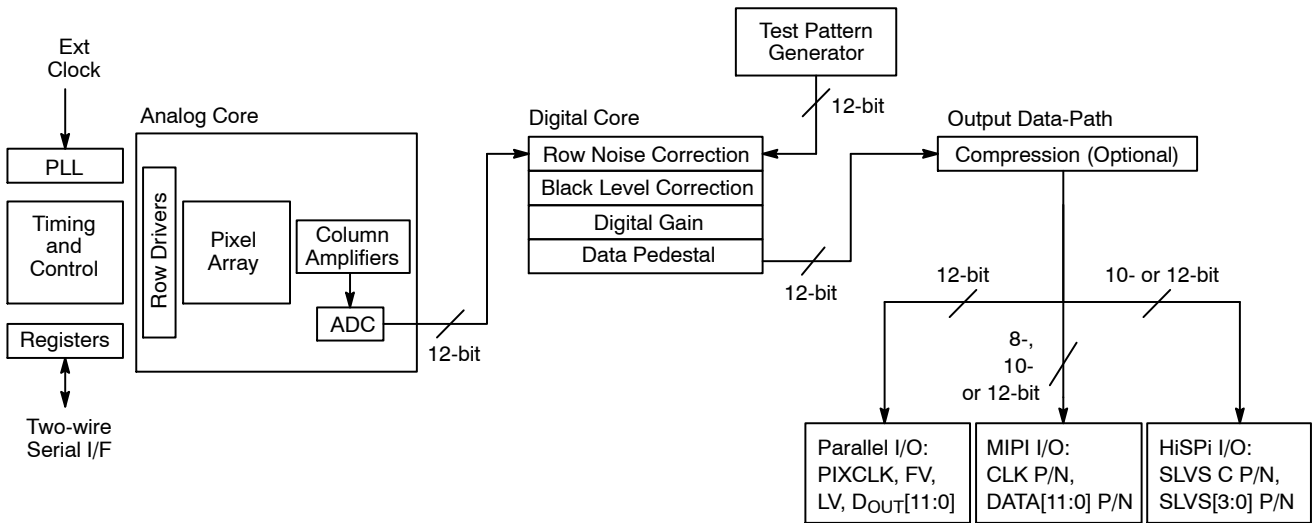 Ext
Clock
PLL
Timing
and
Control
Registers
Two-wire
Serial I/F
Analog Core
Row Drivers
Pixel
Array
Column
Amplifiers
ADC
12-bit
Digital Core
Row Noise Correction
Black Level Correction
Digital Gain
Data Pedestal
Test Pattern
Generator
12-bit
12-bit
Output Data-Path
Compression (Optional)
12-bit
8-,
10-
or 12-bit
10- or 12-bit
Parallel I/O:
PIXCLK, FV,
LV, DOUT[11:0]
MIPI I/O:
CLK P/N,
DATA[11:0] P/N
HiSPi I/O:
SLVS C P/N,
SLVS[3:0] P/N